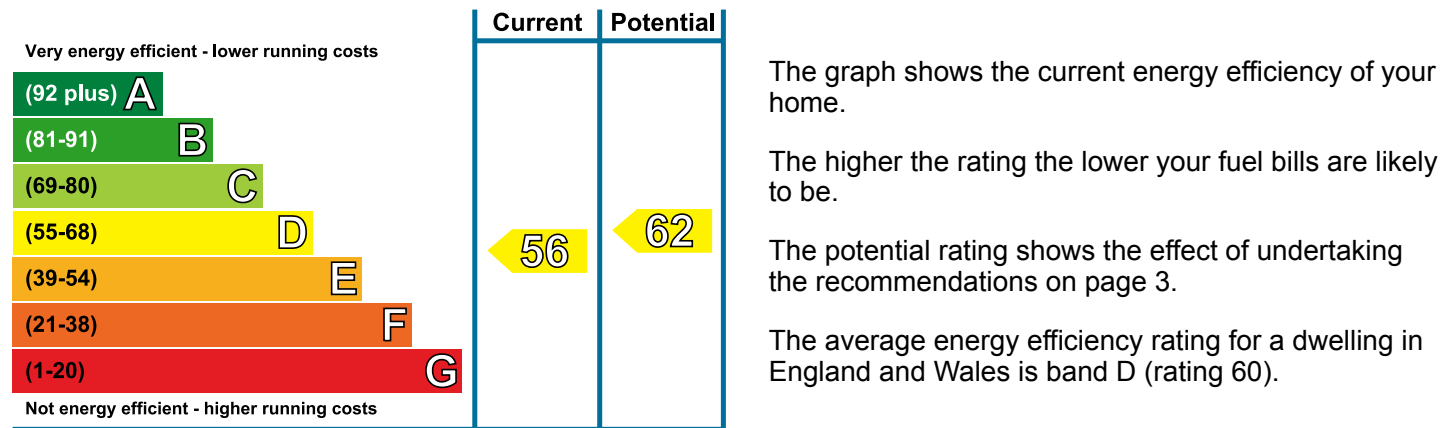 Current Potential
Very energy efficient - lower running costs
(92 plus) A
(81-91) B
(69-80) C
(55-68) D
(39-54) E
(21-38) F
(1-20) G
Not energy efficient - higher running costs
56
62
The graph shows the current energy efficiency of your
home.
The higher the rating the lower your fuel bills are likely
to be.
The potential rating shows the effect of undertaking
the recommendations on page 3.
The average energy efficiency rating for a dwelling in
England and Wales is band D (rating 60).